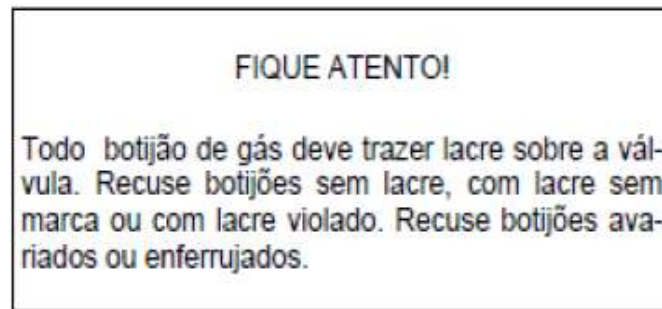 FIQUE ATENTO!
Todo botijão de gás deve trazer lacre sobre a vál-
vula. Recuse botijões sem lacre, com lacre sem
marca ou com lacre violado. Recuse botijões ava-
riados ou enferrujados.